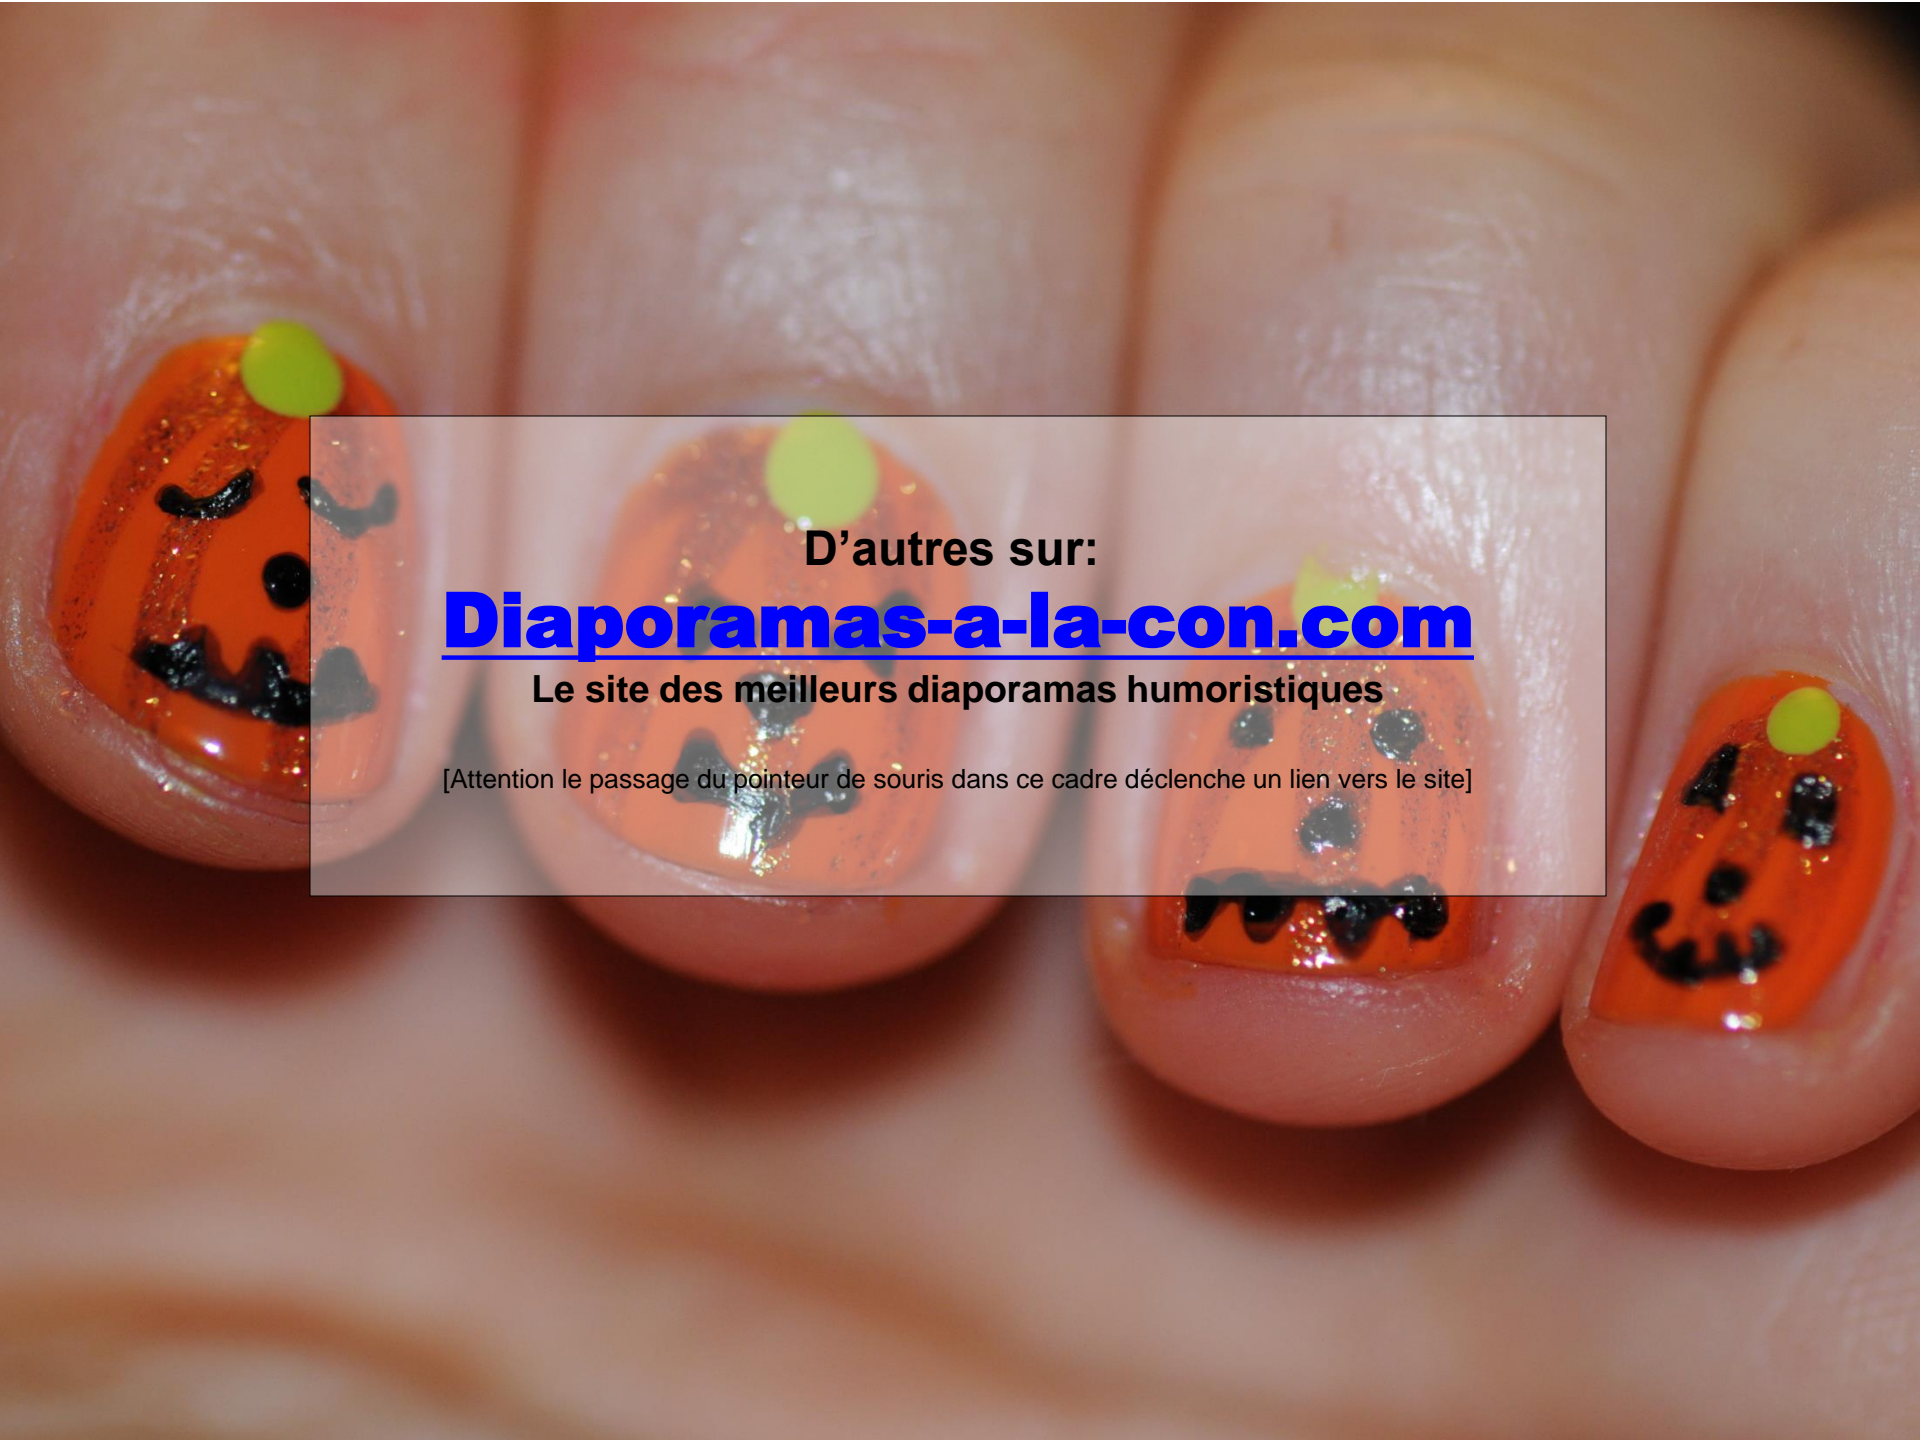 D’autres sur:
Diaporamas-a-la-con.com
Le site des meilleurs diaporamas humoristiques
[Attention le passage du pointeur de souris dans ce cadre déclenche un lien vers le site]